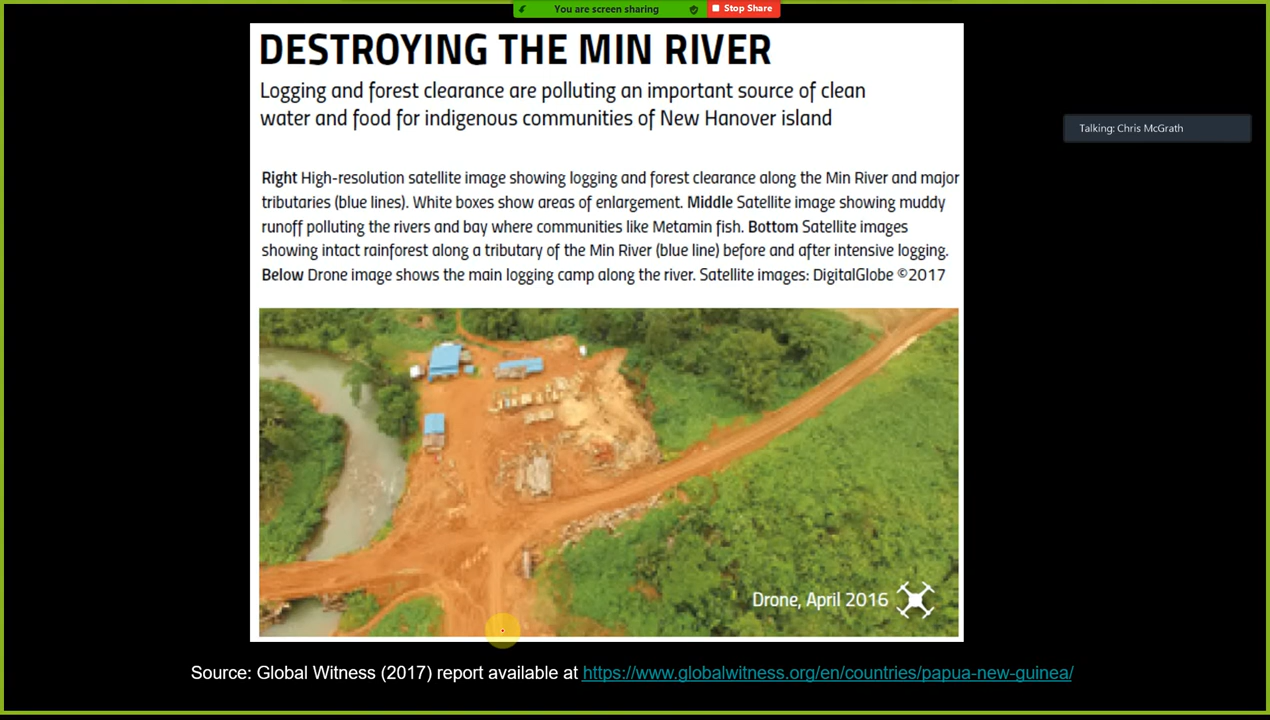 You are screen sharing
Stop Share
DESTROYING THE MIN RIVER
Logging and forest clearance are polluting an important source of clean
water and food for indigenous communities of New Hanover island
Talking: Chris McGrath
Right High-resolution satellite image showing logging and forest clearance along the Min River and major
tributaries (blue lines). White boxes show areas of enlargement. Middle Satellite image showing muddy
runoff polluting the rivers and bay where communities like Metamin fish. Bottom Satellite images
showing intact rainforest along a tributary of the Min River (blue line) before and after intensive logging.
Below Drone image shows the main logging camp along the river. Satellite images: DigitalGlobe ©2017
Drone, April 2016
Source: Global Witness (2017) report available at https://www.globalwitness.org/en/countries/papua-new-guinea/